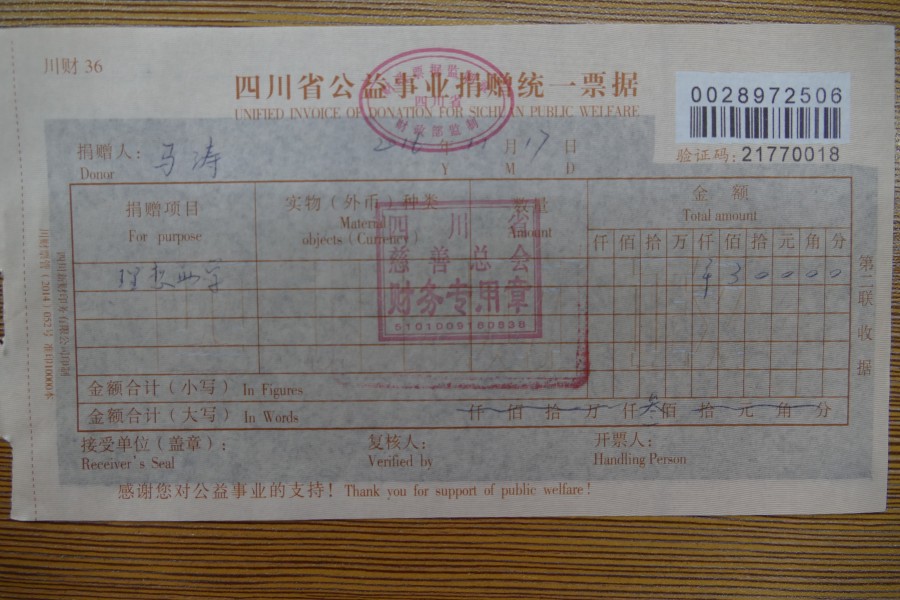 川财 36
四川省公益事业捐赠统一票据
UNIFIED INVOICE OF DONATION FOR SICHUAN PUBLIC WELFARE
0028972506
验证码：21770018
捐赠人：马涛
Donor
年 月 17 日
Y M D
捐赠项目 实物（外币）种类 数量 金额
For purpose Material objects (Currency) Amount Total amount
仟 佰 拾 万 仟 佰 拾 元 角 分
¥ 3 0 0 0 0
四川省
慈善总会
财务专用章
金额合计（小写） In Figures
金额合计（大写） In Words 仟 佰 拾 万 仟 叁佰 拾 元 角 分
接受单位（盖章）： 复核人： 开票人：
Receiver's Seal Verified by Handling Person
感谢您对公益事业的支持！ Thank you for support of public welfare!
第二联 收据